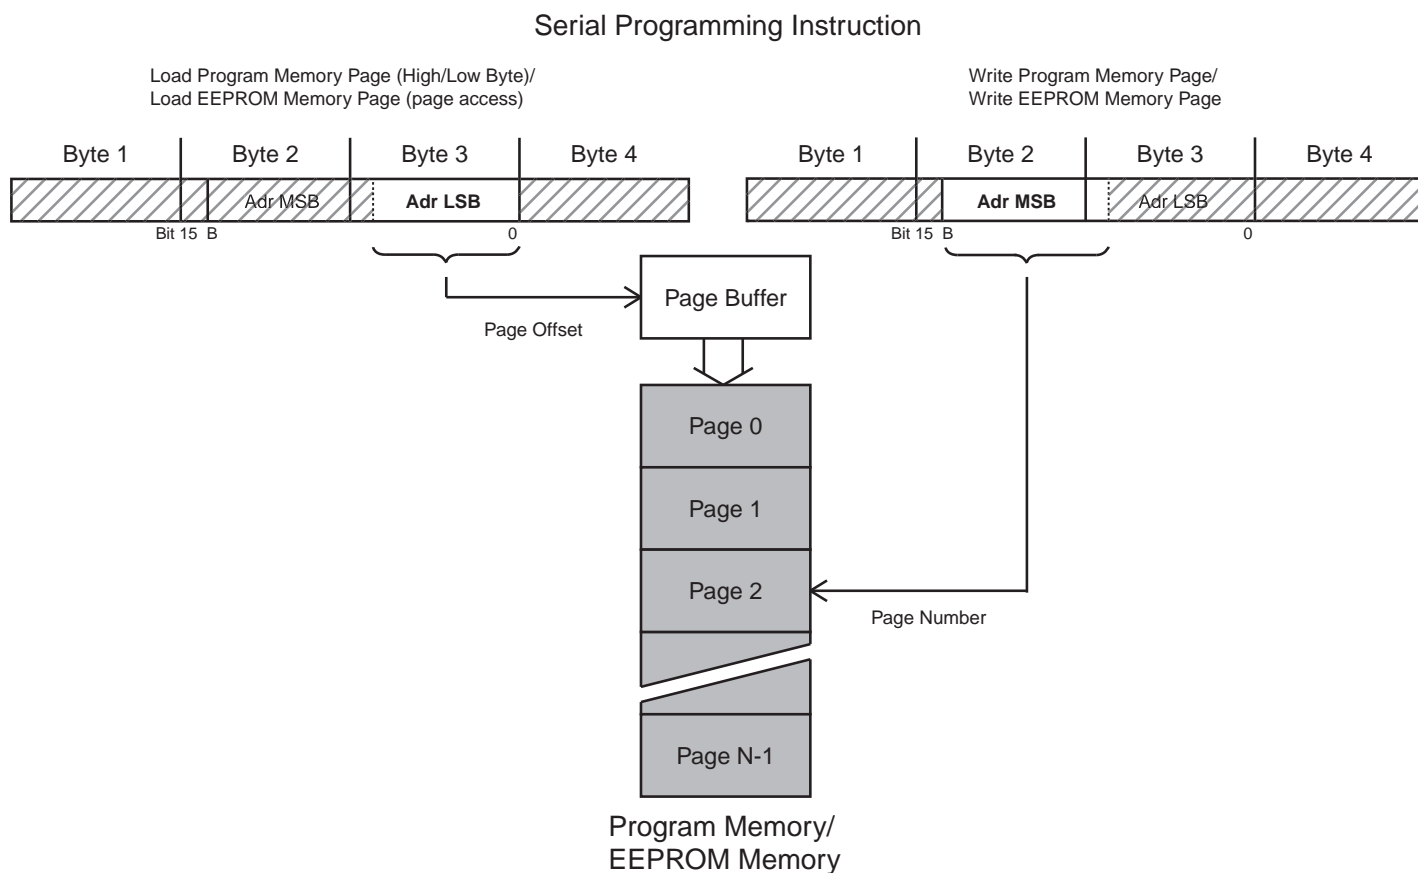 Serial Programming Instruction
Load Program Memory Page (High/Low Byte)/
Load EEPROM Memory Page (page access)
Write Program Memory Page/
Write EEPROM Memory Page
Byte 1 Byte 2 Byte 3 Byte 4
Adr MSB Adr LSB
Bit 15 B 0
Byte 1 Byte 2 Byte 3 Byte 4
Adr MSB Adr LSB
Bit 15 B 0
Page Buffer
Page Offset
Page 0
Page 1
Page 2
Page Number
Page N-1
Program Memory/
EEPROM Memory